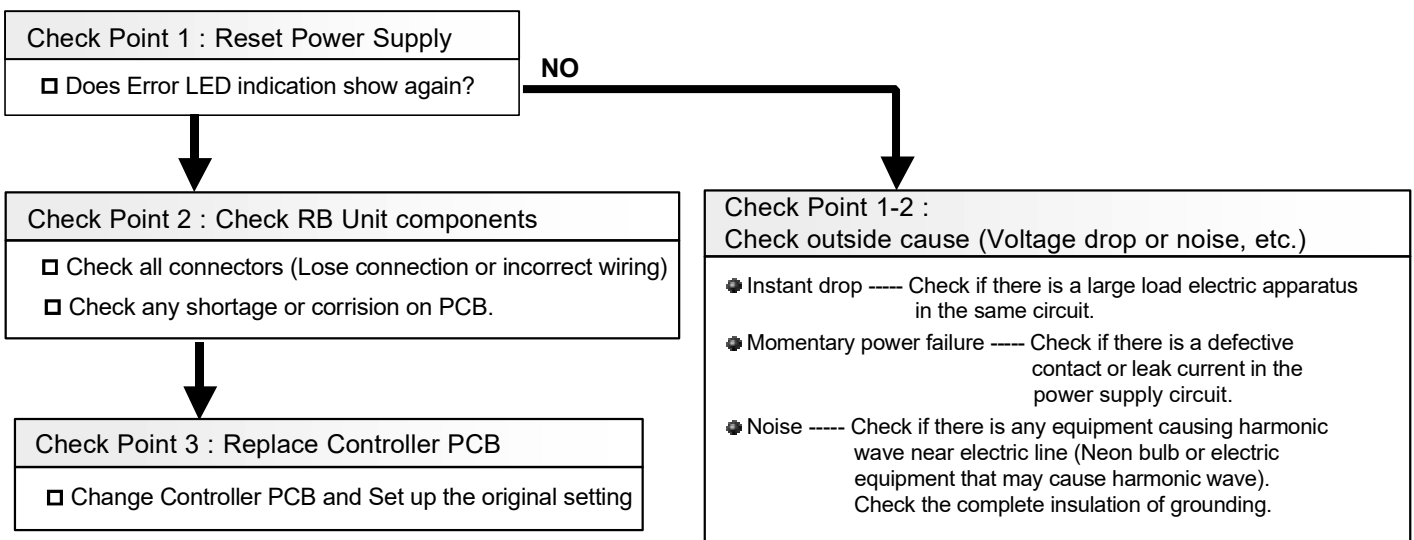 Check Point 1 : Reset Power Supply
Does Error LED indication show again?
NO
Check Point 2 : Check RB Unit components
Check all connectors (Lose connection or incorrect wiring)
Check any shortage or corrision on PCB.
Check Point 3 : Replace Controller PCB
Change Controller PCB and Set up the original setting
Check Point 1-2 :
Check outside cause (Voltage drop or noise, etc.)
Instant drop ----- Check if there is a large load electric apparatus
in the same circuit.
Momentary power failure ----- Check if there is a defective
contact or leak current in the
power supply circuit.
Noise ----- Check if there is any equipment causing harmonic
wave near electric line (Neon bulb or electric
equipment that may cause harmonic wave).
Check the complete insulation of grounding.